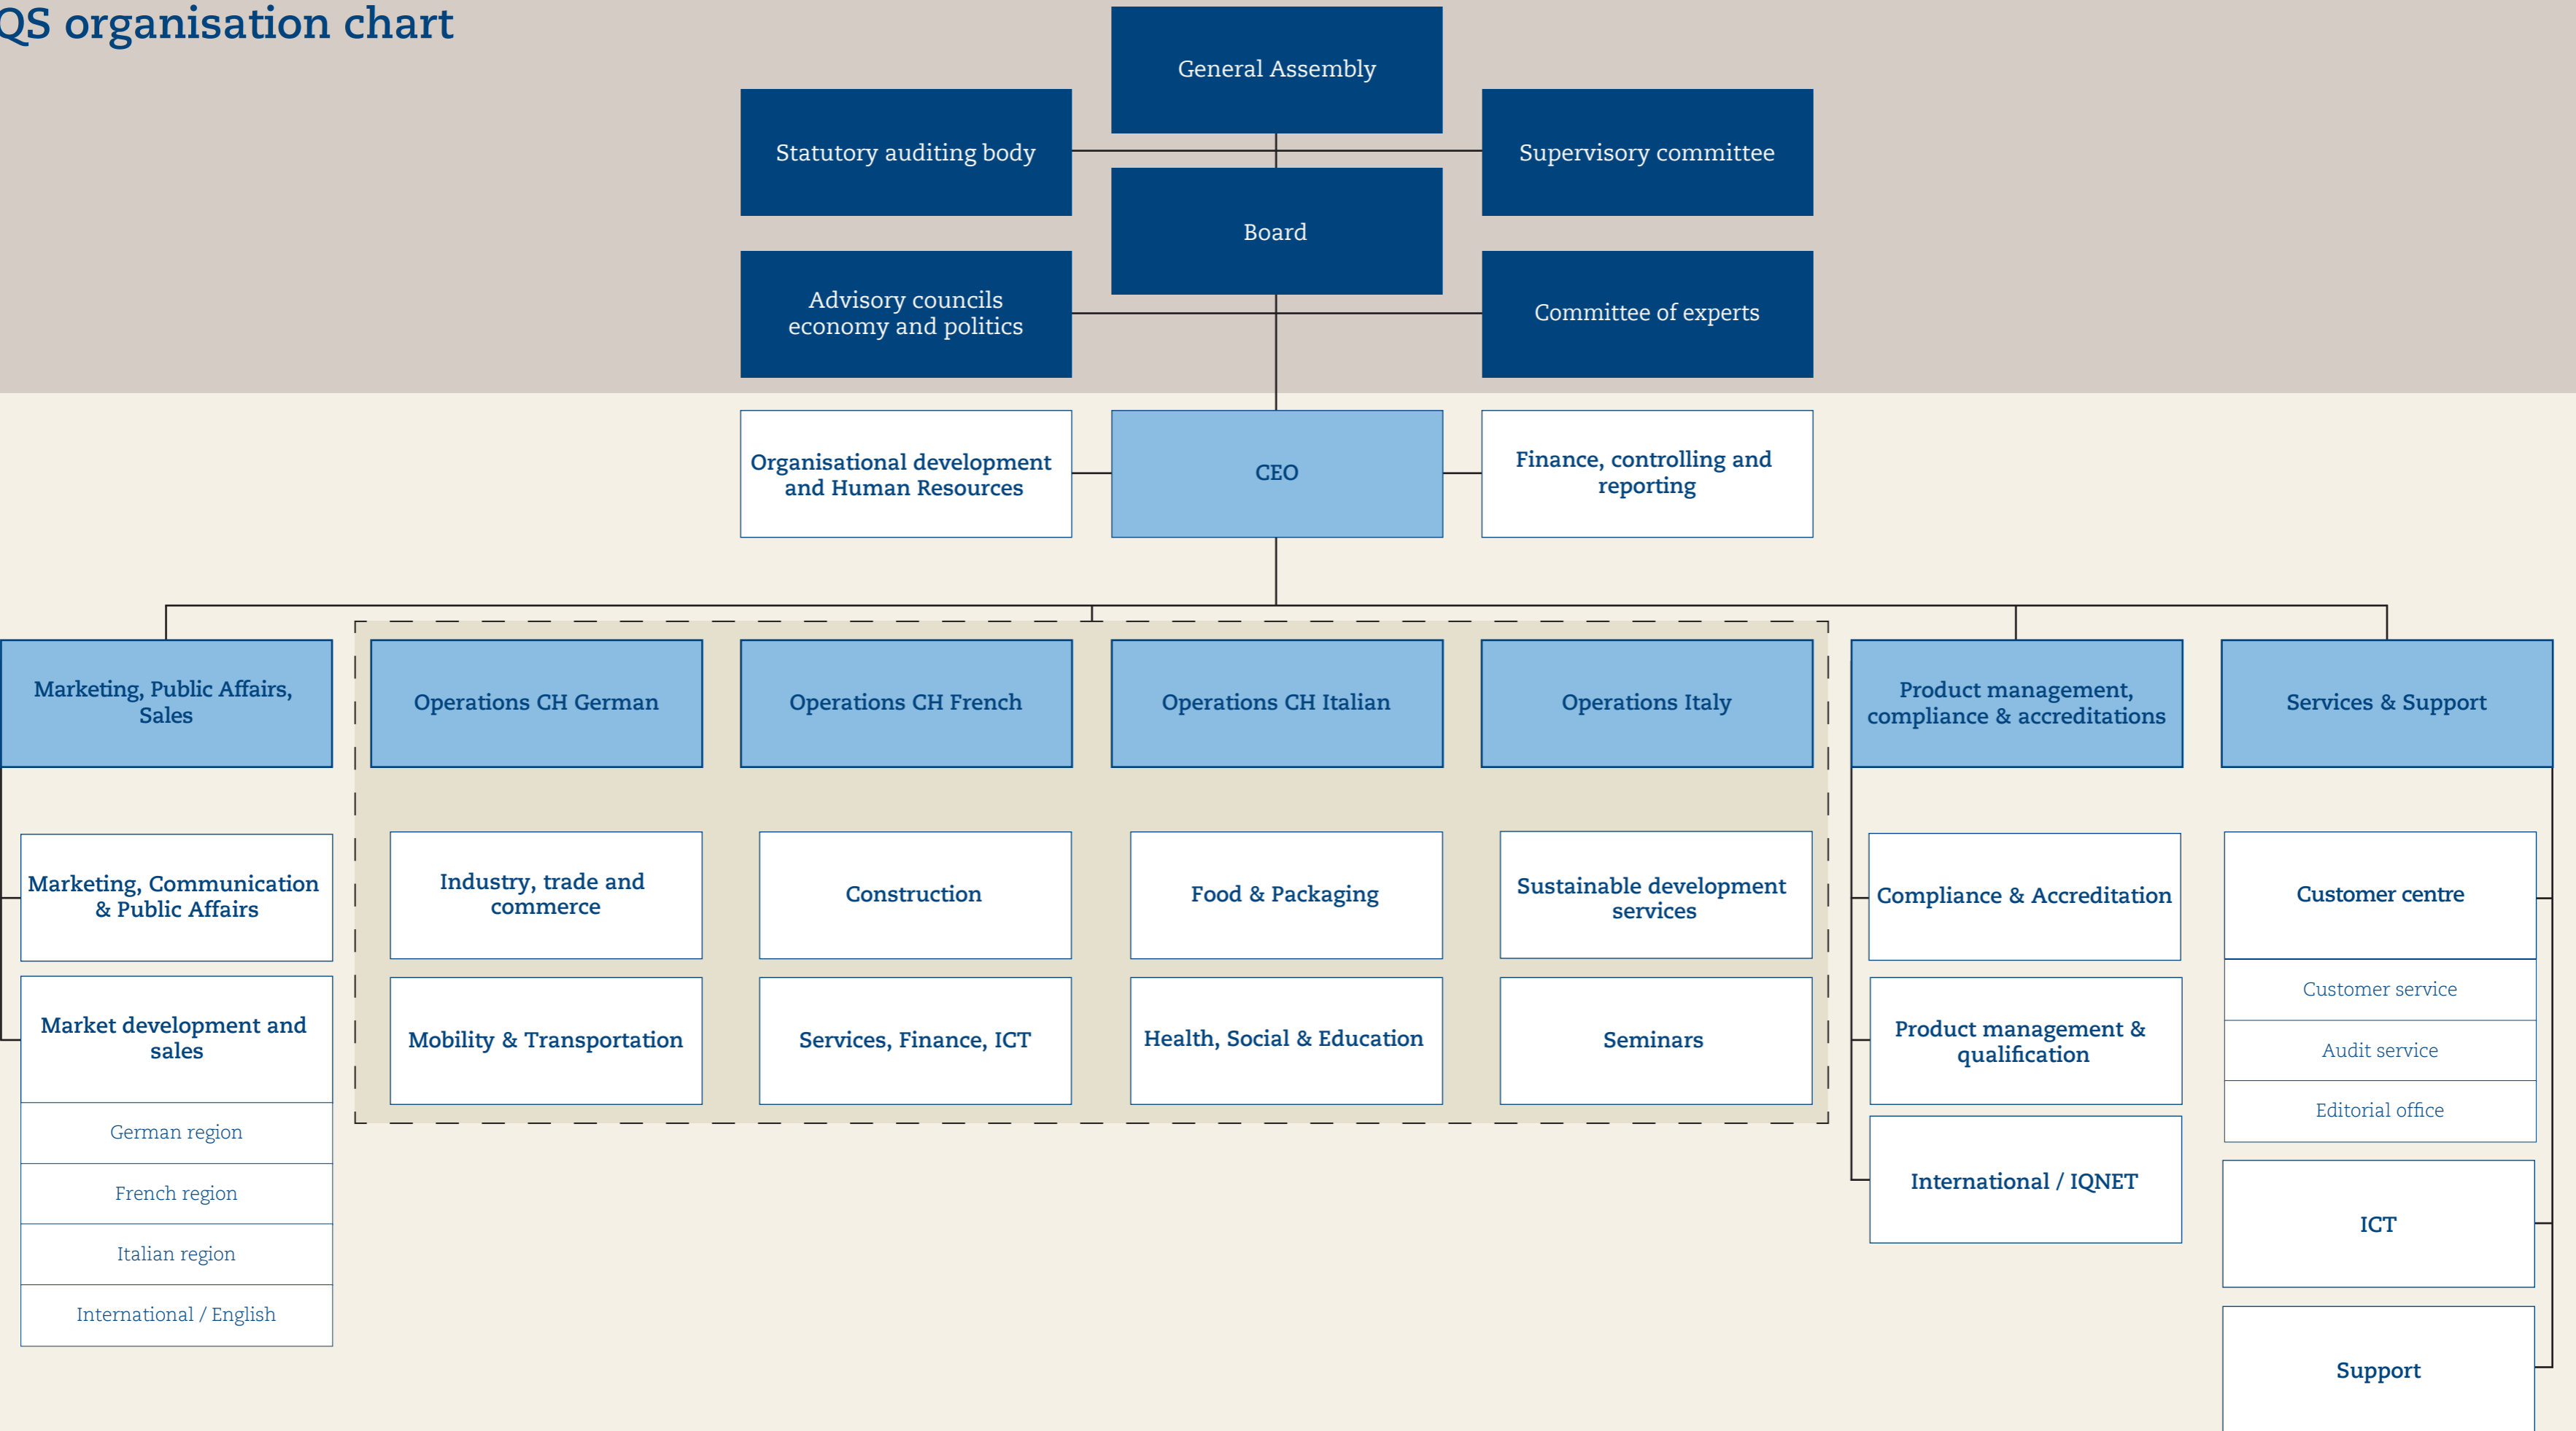 QS organisation chart
General Assembly
Statutory auditing body
Supervisory committee
Board
Advisory councils
economy and politics
Committee of experts
Organisational development
and Human Resources
CEO
Finance, controlling and
reporting
Marketing, Public Affairs,
Sales
Operations CH German
Operations CH French
Operations CH Italian
Operations Italy
Product management,
compliance & accreditations
Services & Support
Marketing, Communication
& Public Affairs
Industry, trade and
commerce
Construction
Food & Packaging
Sustainable development
services
Compliance & Accreditation
Customer centre
Market development and
sales
Mobility & Transportation
Services, Finance, ICT
Health, Social & Education
Seminars
Product management &
qualification
Customer service
Audit service
Editorial office
German region
French region
Italian region
International / English
International / IQNET
ICT
Support